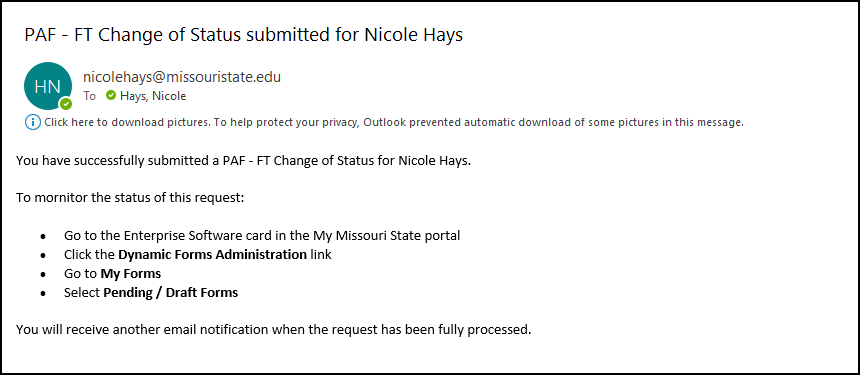 PAF - FT Change of Status submitted for Nicole Hays
HN
nicolehays@missouristate.edu
To Hays, Nicole
Click here to download pictures. To help protect your privacy, Outlook prevented automatic download of some pictures in this message.
You have successfully submitted a PAF - FT Change of Status for Nicole Hays.
To mornitor the status of this request:
• Go to the Enterprise Software card in the My Missouri State portal
• Click the Dynamic Forms Administration link
• Go to My Forms
• Select Pending / Draft Forms
You will receive another email notification when the request has been fully processed.